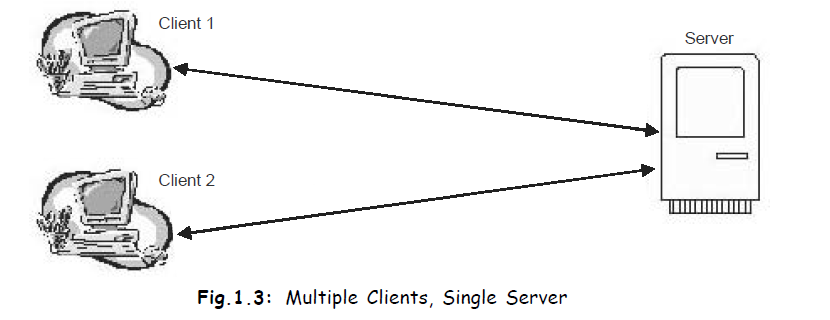 Client 1
Server
Client 2
Fig.1.3: Multiple Clients, Single Server